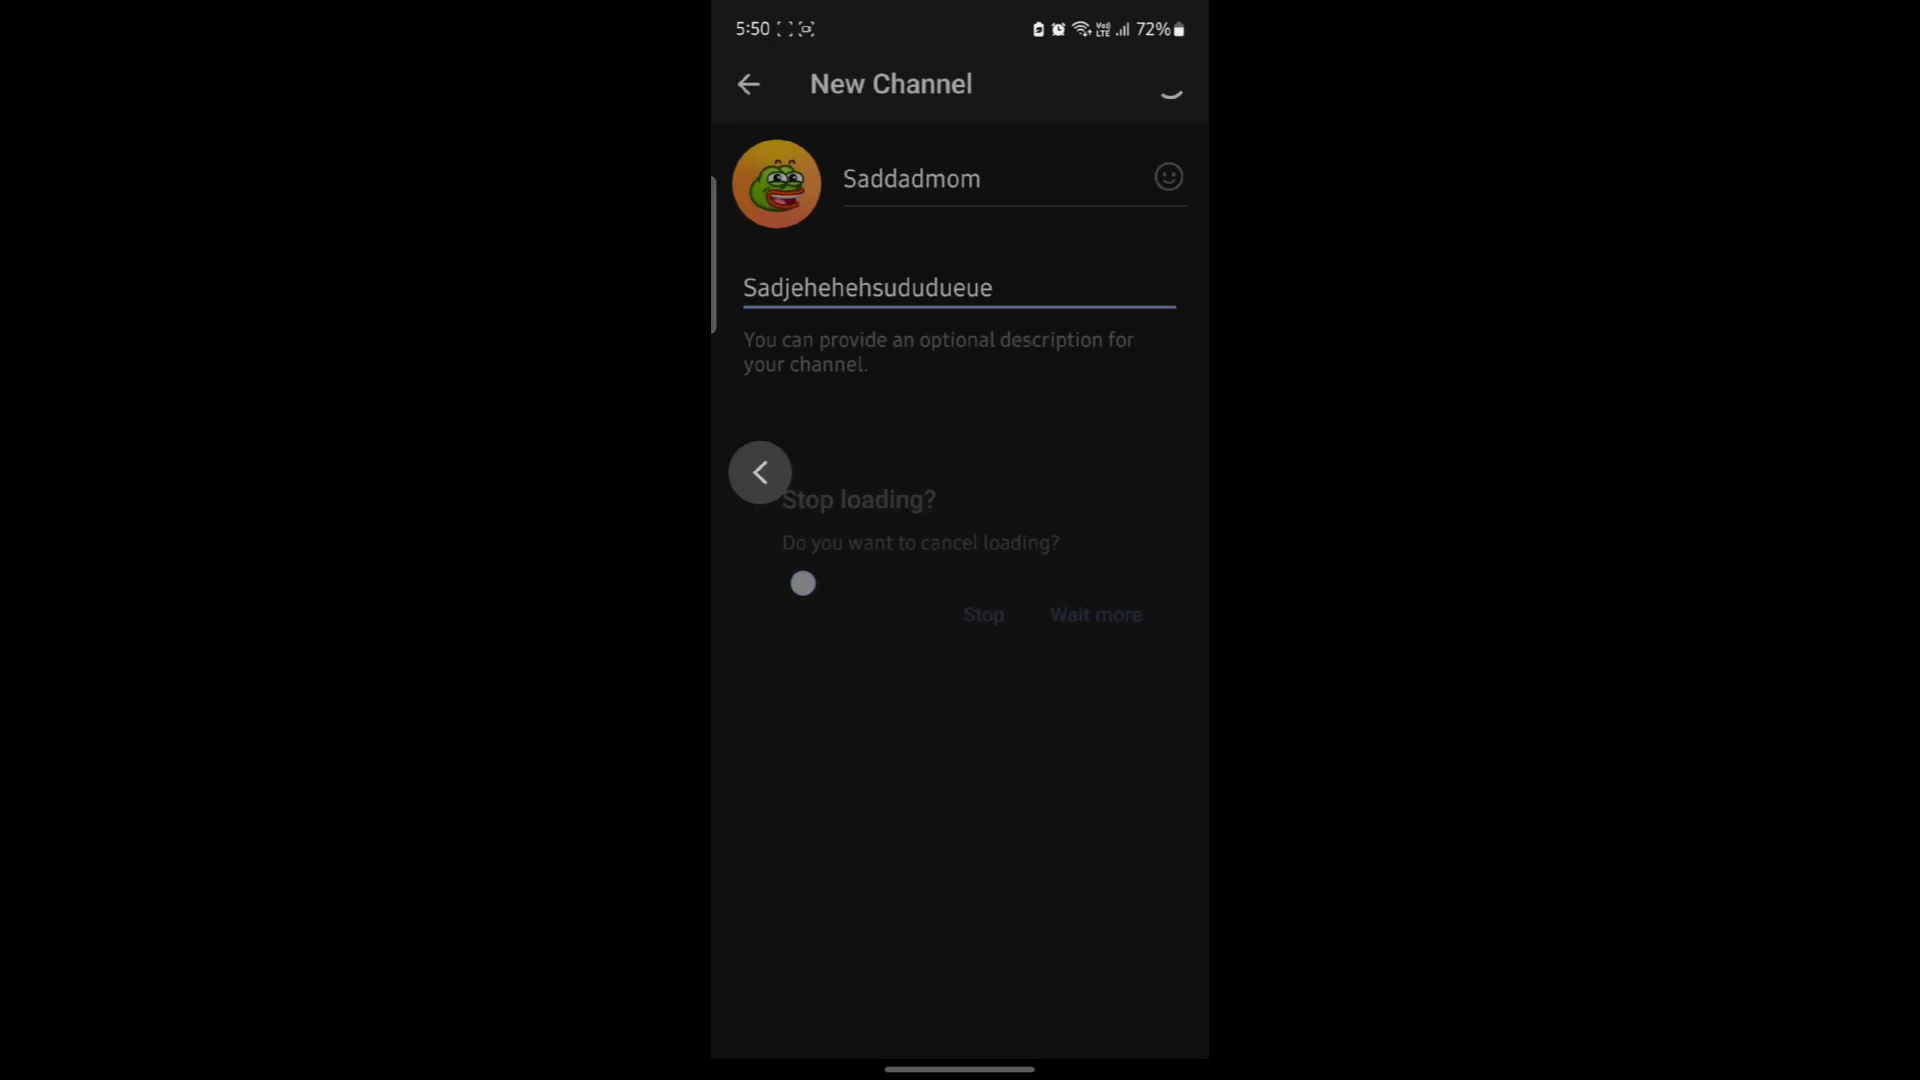 5:50 72%
New Channel
Saddadmom
Sadjehehehsududueue
You can provide an optional description for
your channel.
Stop loading?
Do you want to cancel loading?
Stop Wait more